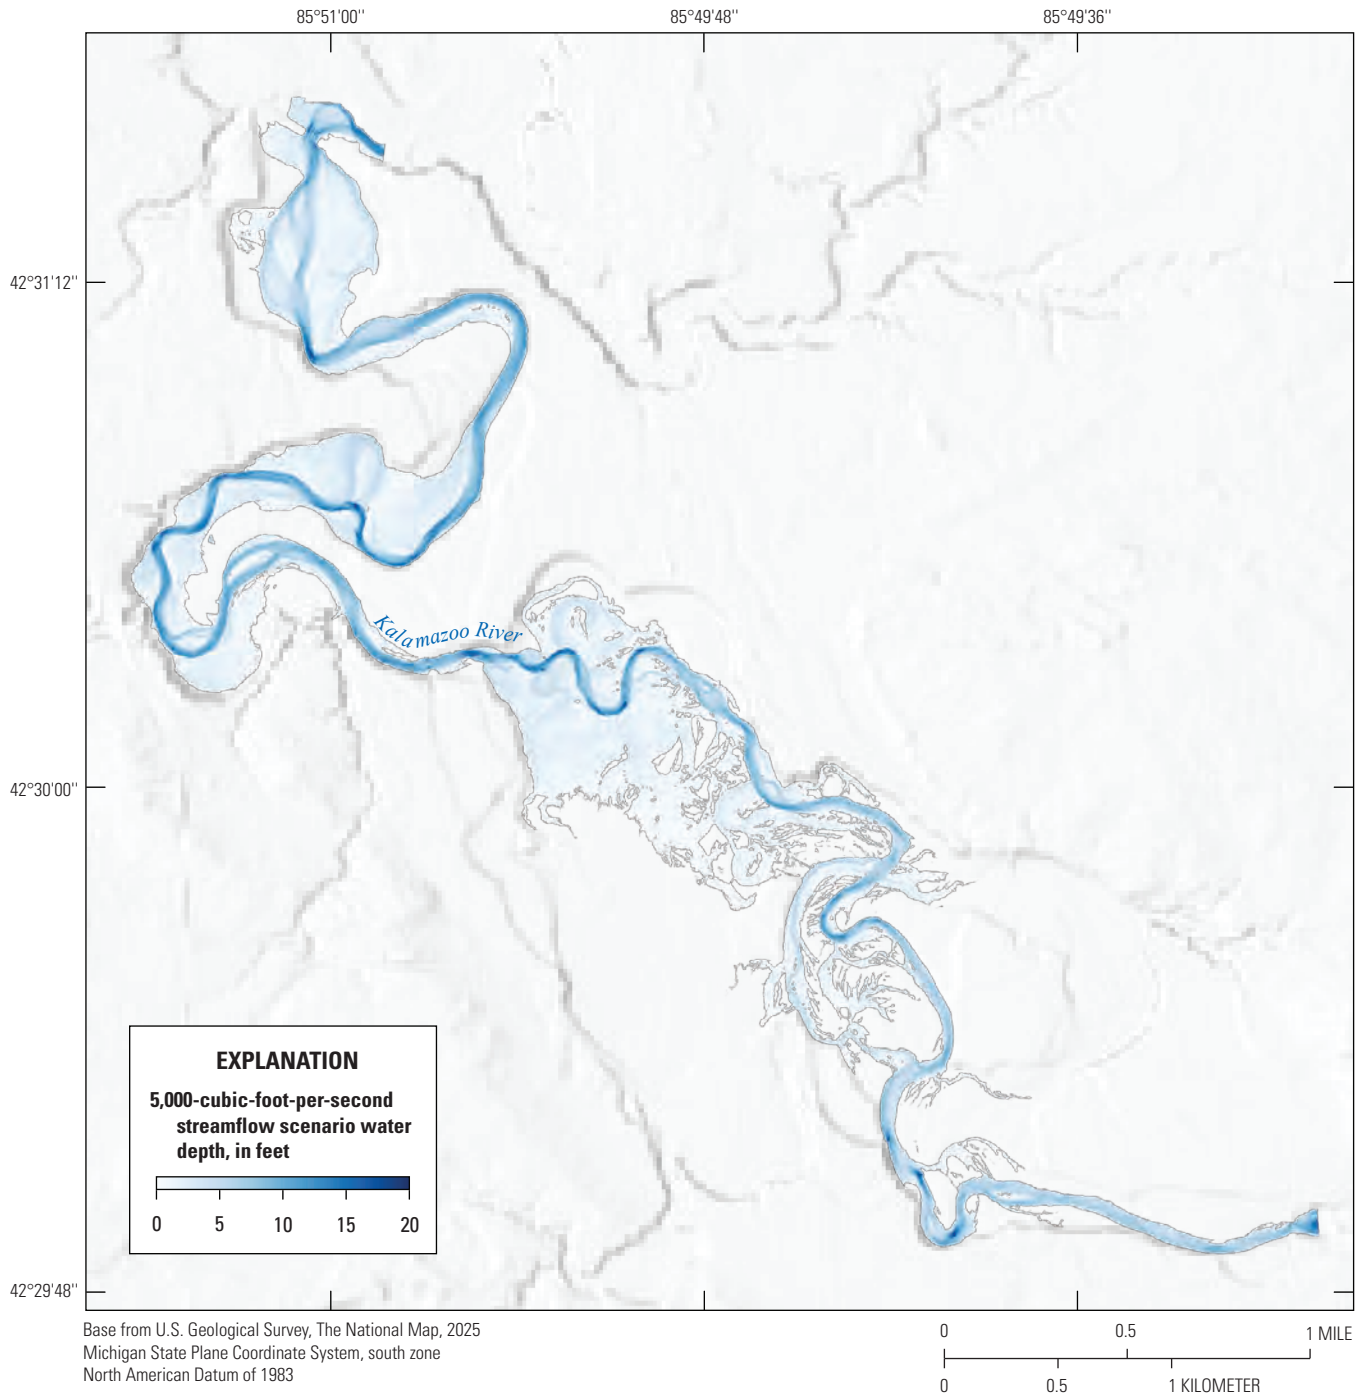 85°51'00"
85°49'48"
85°49'36"
42°31'12"
Kalamazoo River
42°30'00"
EXPLANATION
5,000-cubic-foot-per-second
streamflow scenario water
depth, in feet
0 5 10 15 20
42°29'48"
Base from U.S. Geological Survey, The National Map, 2025
Michigan State Plane Coordinate System, south zone
North American Datum of 1983
0 0.5 1 MILE
0 0.5 1 KILOMETER